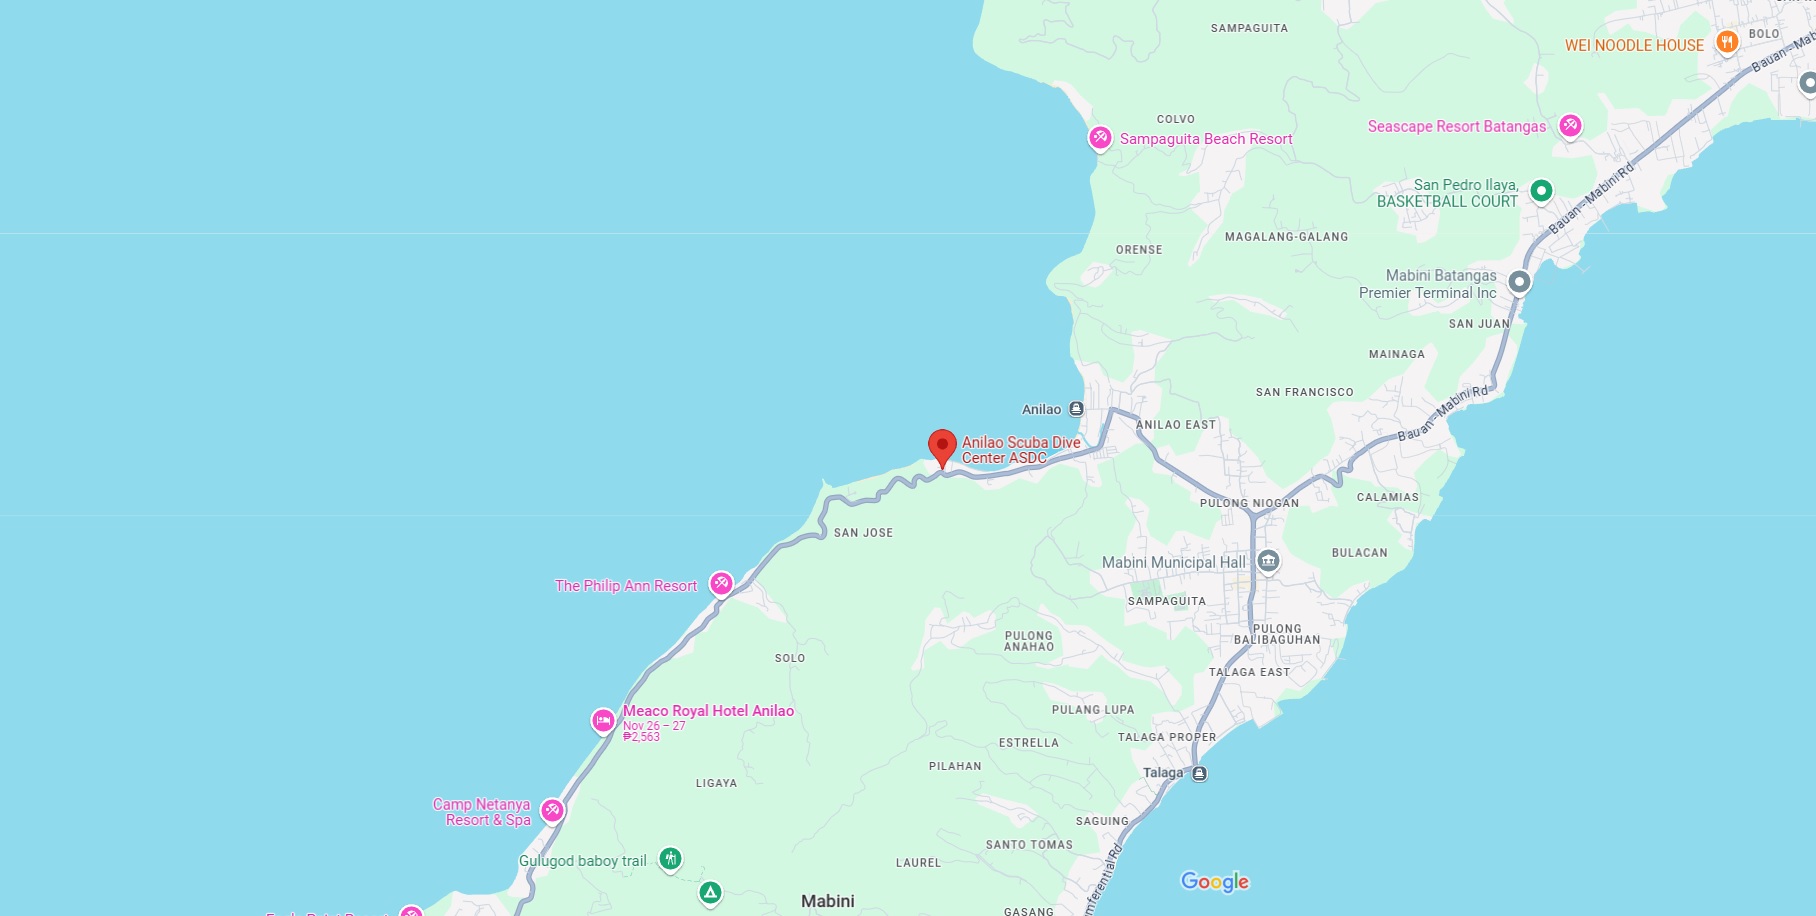 SAMPAGUITA
BOLO
WEI NOODLE HOUSE
Bauan - Mab
COLVO
Sampaguita Beach Resort
Seascape Resort Batangas
San Pedro Ilaya,
BASKETBALL COURT
Bauan - Mabini Rd
ORENSE
MAGALANG-GALANG
Mabini Batangas
Premier Terminal Inc
SAN JUAN
MAINAGA
SAN FRANCISCO
Bauan - Mabini Rd
Anilao
ANILAO EAST
Anilao Scuba Dive
Center ASDC
PULONG NIOGAN
CALAMIAS
SAN JOSE
BULACAN
Mabini Municipal Hall
The Philip Ann Resort
SAMPAGUITA
PULONG
BALIBAGUHAN
PULONG
ANAHAO
SOLO
TALAGA EAST
Meaco Royal Hotel Anilao
Nov 26 – 27
₱2,563
PULANG LUPA
TALAGA PROPER
ESTRELLA
PILAHAN
Talaga
LIGAYA
Camp Netanya
Resort & Spa
SAGUING
SANTO TOMAS
Gulugod baboy trail
LAUREL
mferential Rd
Google
Mabini
GASANG